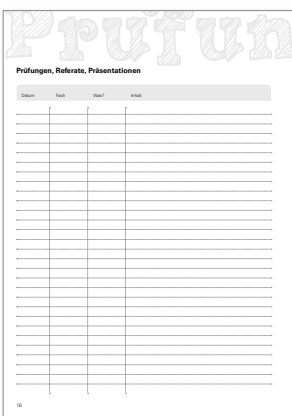 Prüfun
Prüfungen, Referate, Präsentationen
Datum Fach Was? Inhalt
16